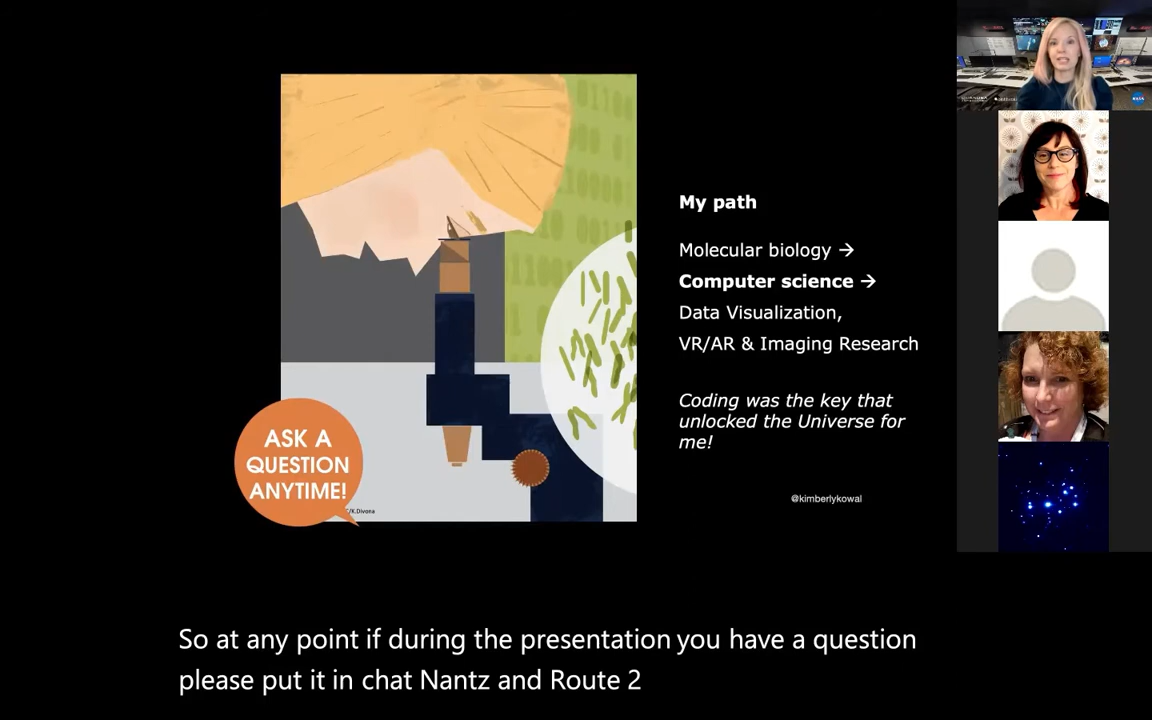 My path
Molecular biology →
Computer science →
Data Visualization,
VR/AR & Imaging Research
Coding was the key that
unlocked the Universe for
me!
@kimberlykowal
ASK A
QUESTION
ANYTIME!
/K.Divona
NASA
So at any point if during the presentation you have a question
please put it in chat Nantz and Route 2